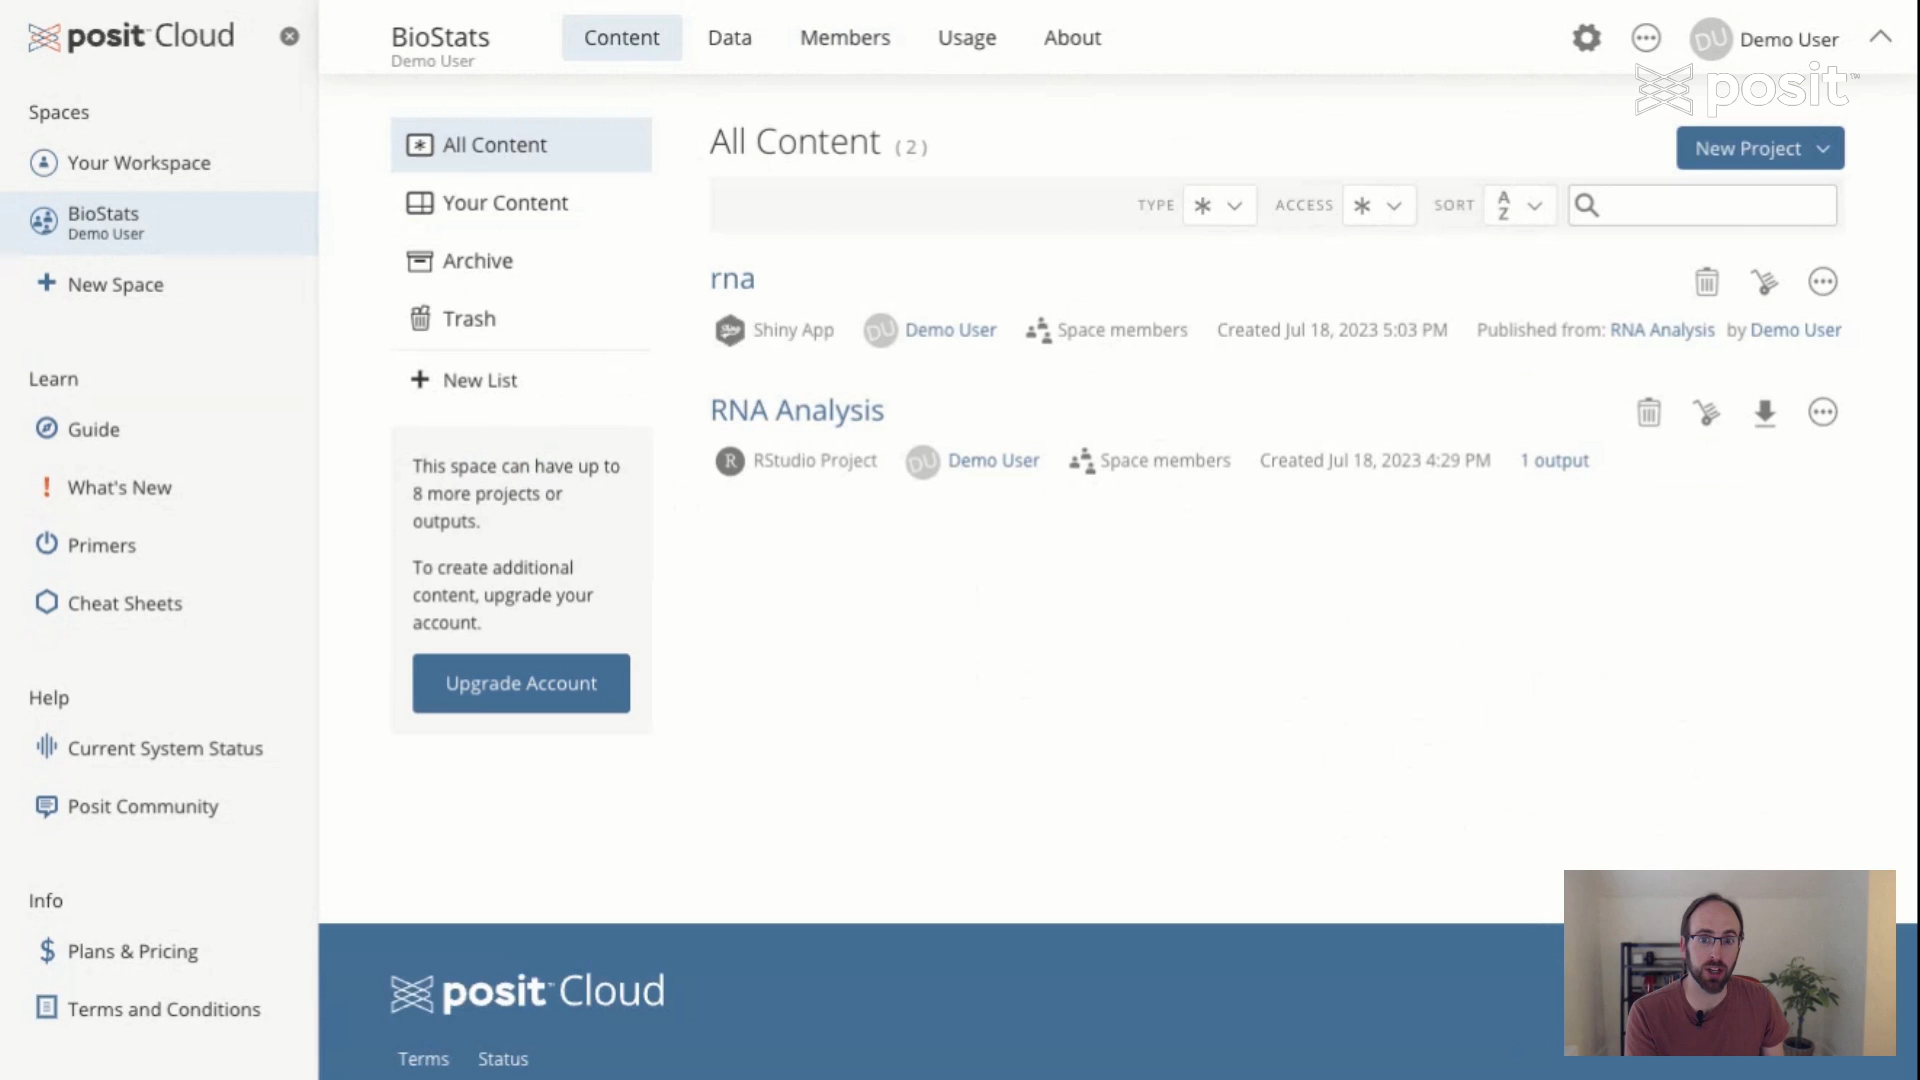 posit Cloud
Spaces
Your Workspace
BioStats
Demo User
New Space
Learn
Guide
What's New
Primers
Cheat Sheets
Help
Current System Status
Posit Community
Info
Plans & Pricing
Terms and Conditions
BioStats
Demo User
Content
Data
Members
Usage
About
DU
Demo User
posit™
All Content
Your Content
Archive
Trash
New List
This space can have up to
8 more projects or
outputs.
To create additional
content, upgrade your
account.
Upgrade Account
All Content (2)
New Project
TYPE
ACCESS
SORT
A
Z
rna
Shiny App DU Demo User Space members Created Jul 18, 2023 5:03 PM Published from: RNA Analysis by Demo User
RNA Analysis
R RStudio Project DU Demo User Space members Created Jul 18, 2023 4:29 PM 1 output
posit Cloud
Terms Status